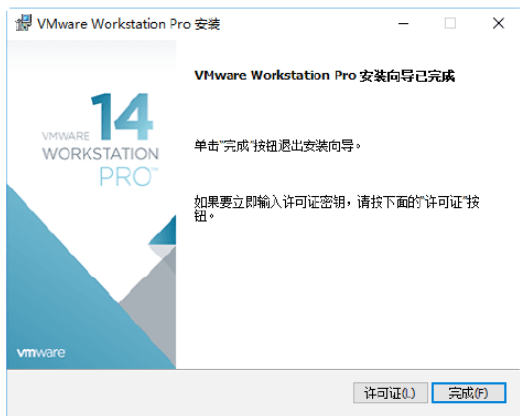 VMware Workstation Pro 安装
VMware Workstation Pro 安装向导已完成
14
VMWARE
WORKSTATION
PRO™
单击"完成"按钮退出安装向导。
如果要立即输入许可证密钥，请按下面的"许可证"按
钮。
vmware
许可证(L)
完成(F)